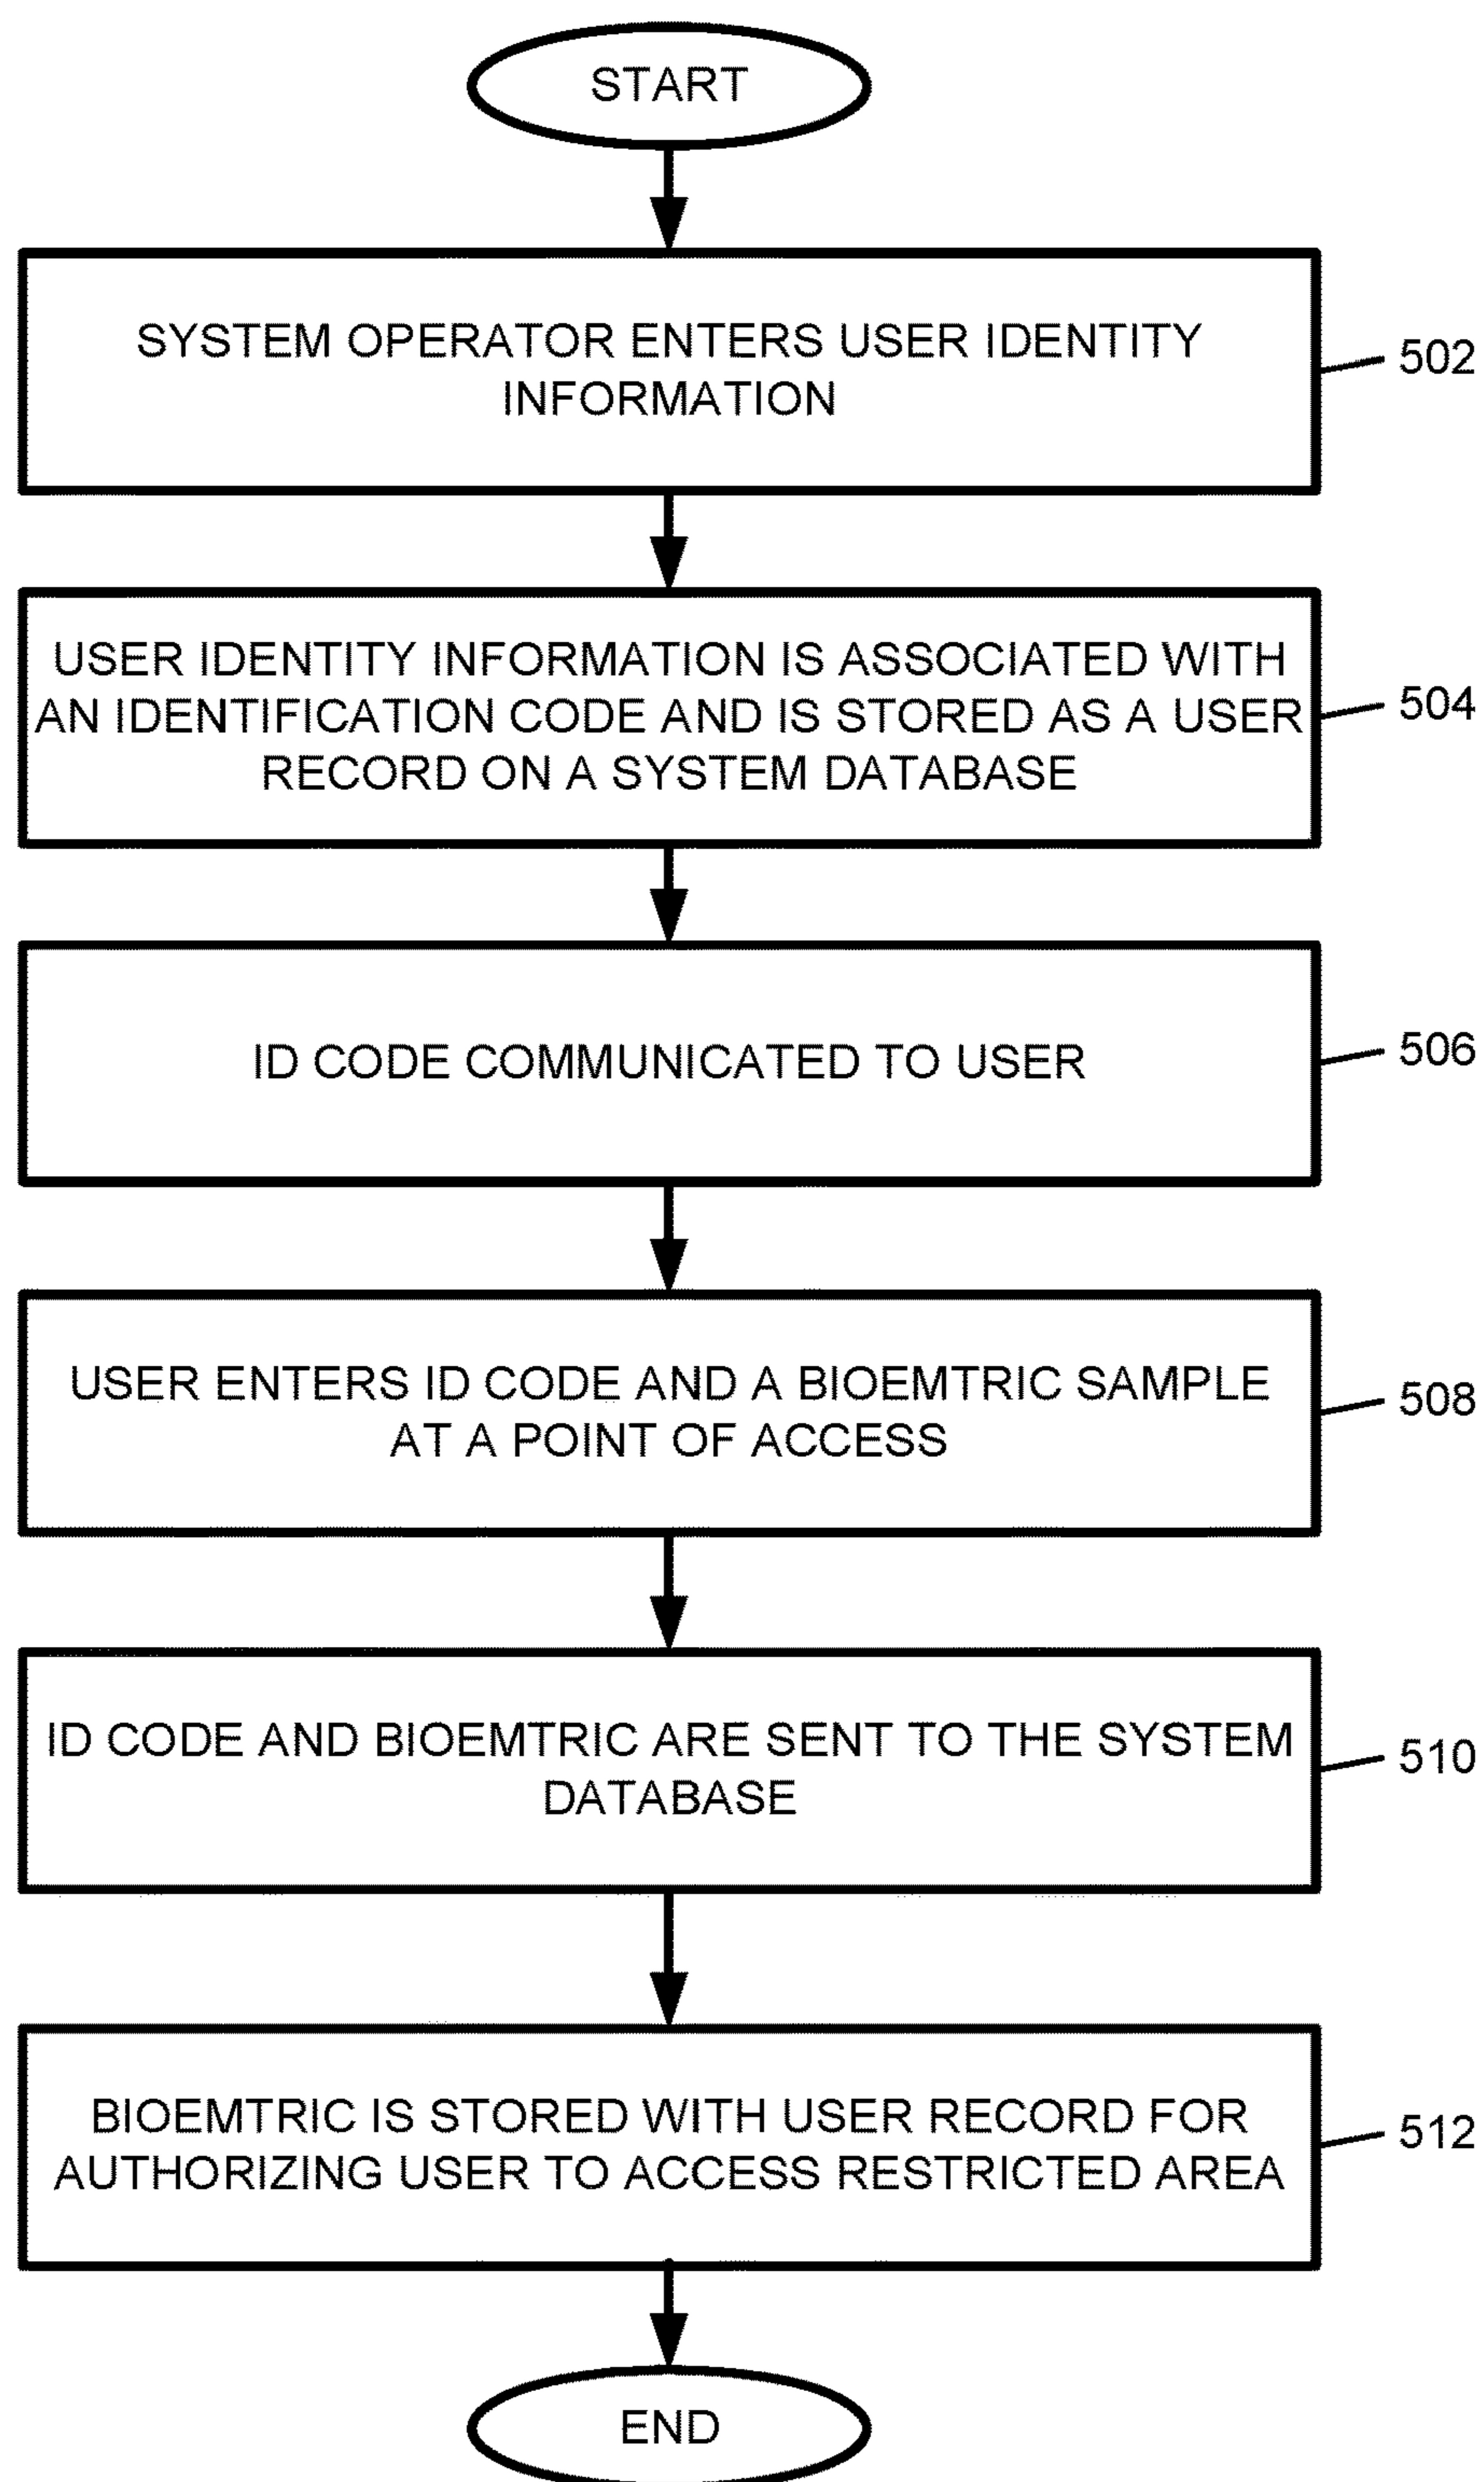 START
SYSTEM OPERATOR ENTERS USER IDENTITY
INFORMATION
502
USER IDENTITY INFORMATION IS ASSOCIATED WITH
AN IDENTIFICATION CODE AND IS STORED AS A USER
RECORD ON A SYSTEM DATABASE
504
ID CODE COMMUNICATED TO USER
506
USER ENTERS ID CODE AND A BIOEMTRIC SAMPLE
AT A POINT OF ACCESS
508
ID CODE AND BIOEMTRIC ARE SENT TO THE SYSTEM
DATABASE
510
BIOEMTRIC IS STORED WITH USER RECORD FOR
AUTHORIZING USER TO ACCESS RESTRICTED AREA
512
END